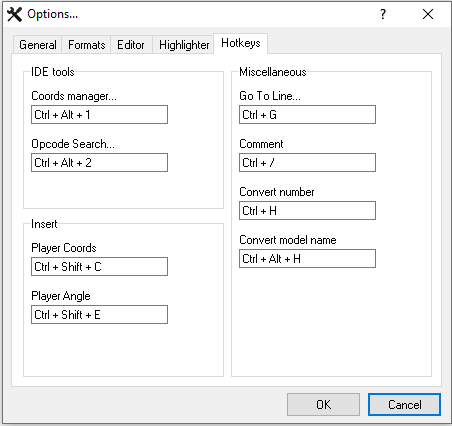 Options...
?
General Formats Editor Highlighter Hotkeys
IDE tools
Coords manager...
Ctrl + Alt + 1
Opcode Search...
Ctrl + Alt + 2
Insert
Player Coords
Ctrl + Shift + C
Player Angle
Ctrl + Shift + E
Miscellaneous
Go To Line...
Ctrl + G
Comment
Ctrl + /
Convert number
Ctrl + H
Convert model name
Ctrl + Alt + H
OK Cancel